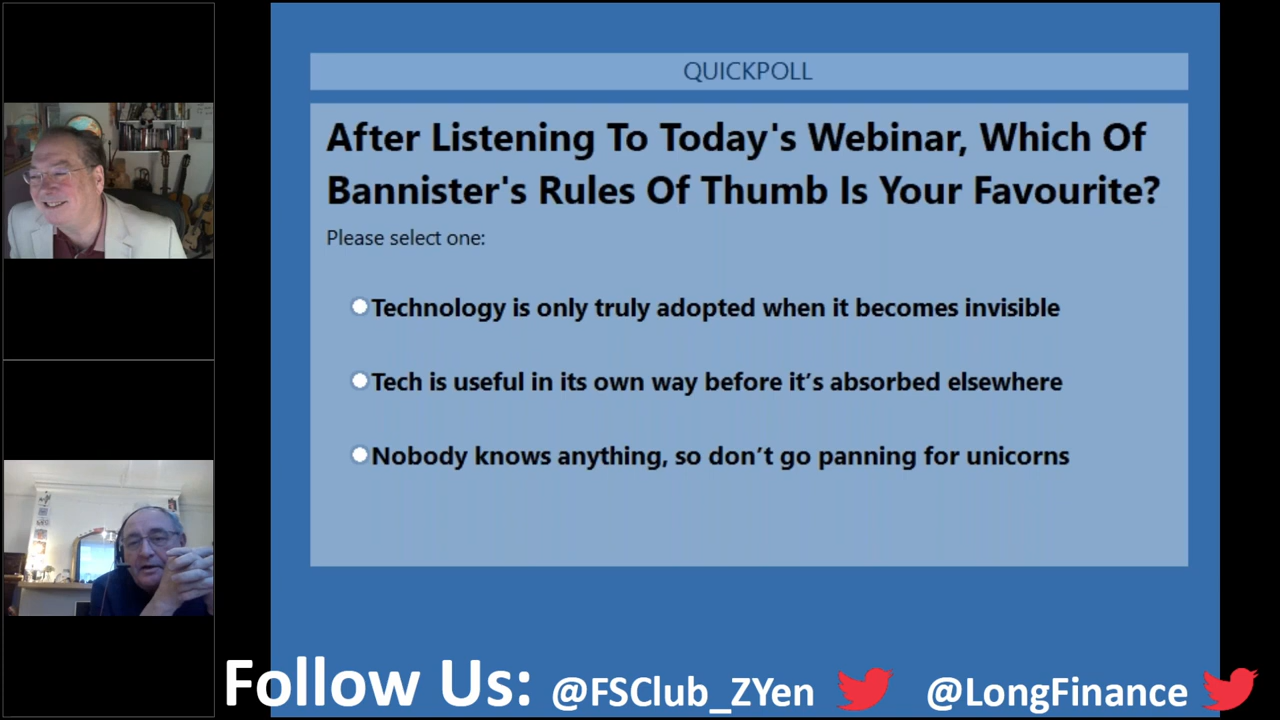 QUICKPOLL
After Listening To Today's Webinar, Which Of
Bannister's Rules Of Thumb Is Your Favourite?
Please select one:
Technology is only truly adopted when it becomes invisible
Tech is useful in its own way before it’s absorbed elsewhere
Nobody knows anything, so don’t go panning for unicorns
Follow Us: @FSClub_ZYen @LongFinance